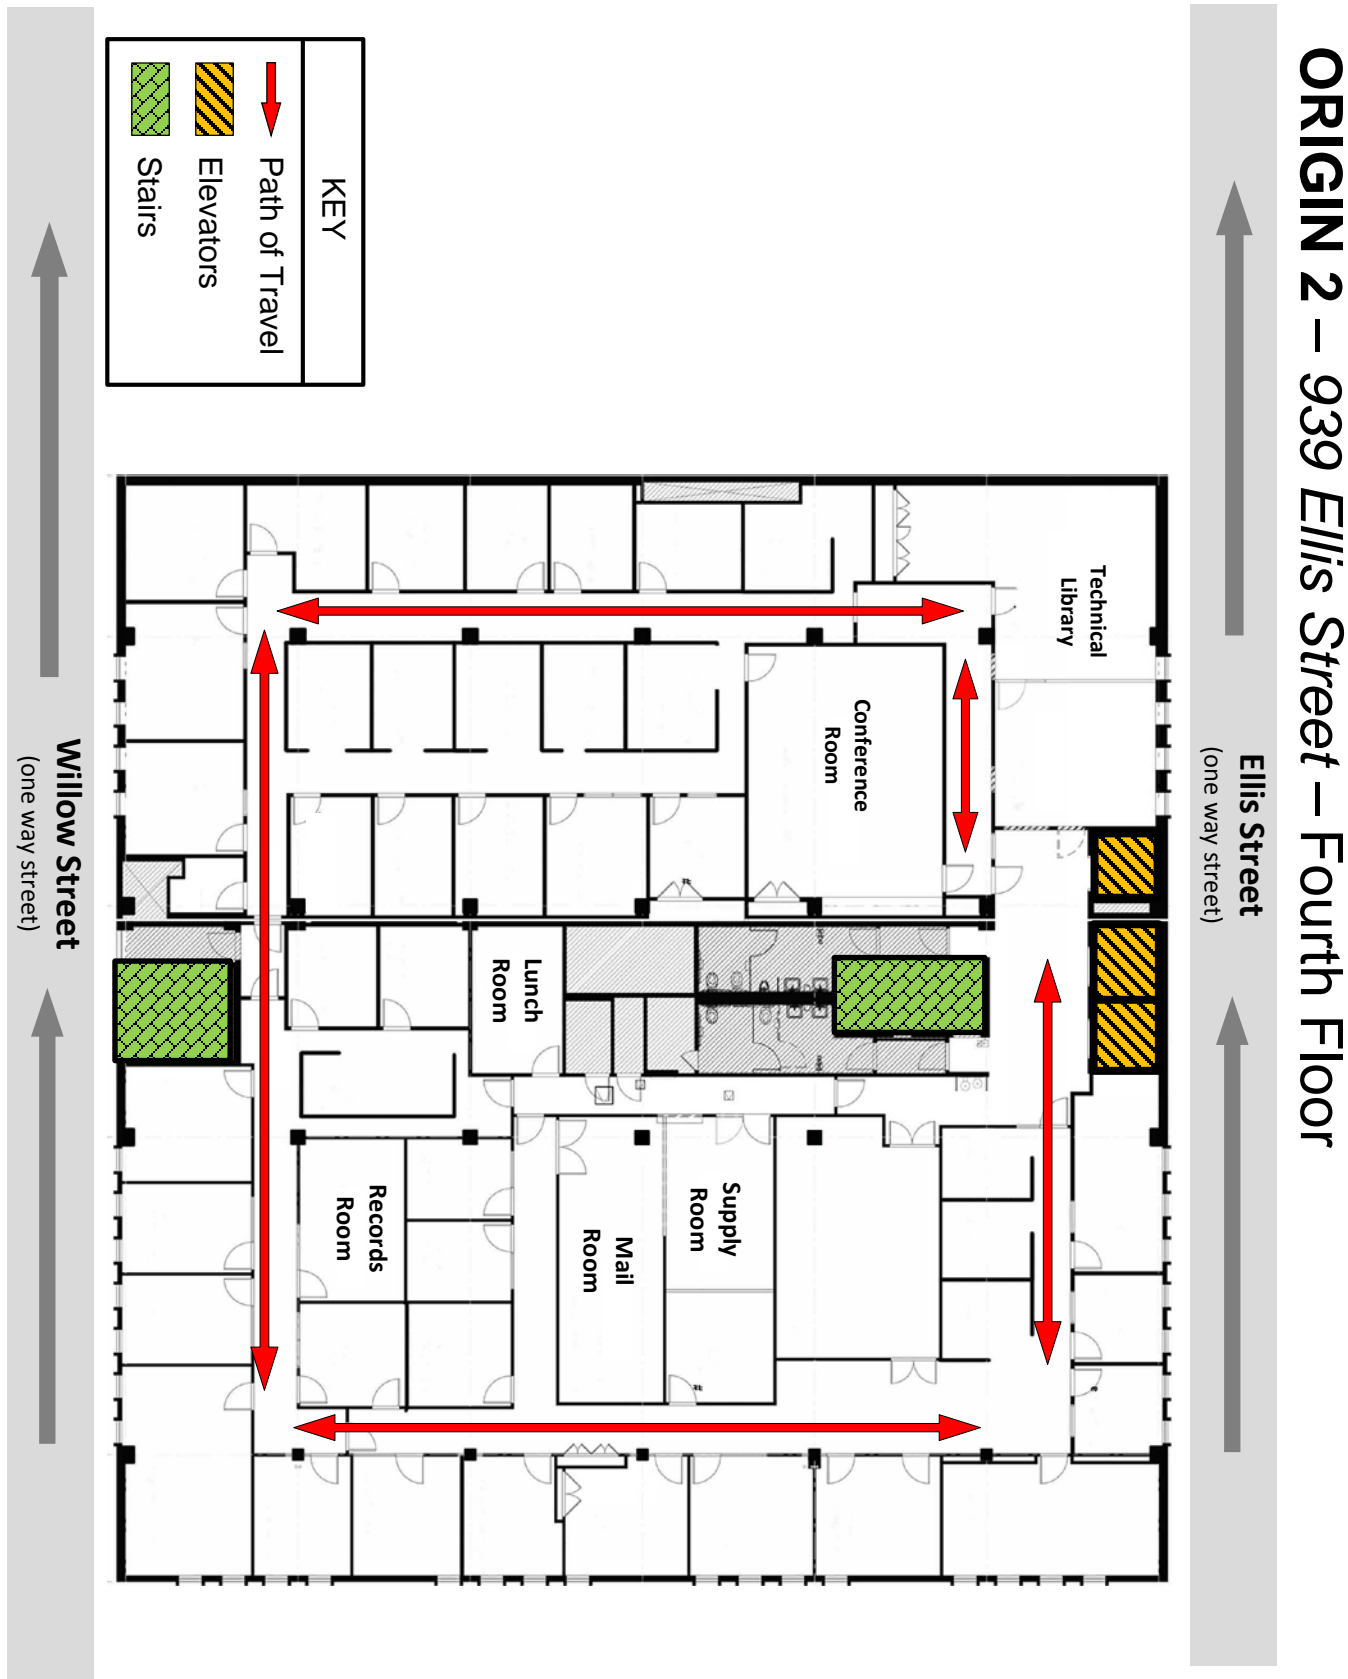 ORIGIN 2 – 939 Ellis Street – Fourth Floor
Ellis Street
(one way street)
Technical
Library
Conference
Room
Lunch
Room
Supply
Room
Mail
Room
Records
Room
KEY
Path of Travel
Elevators
Stairs
Willow Street
(one way street)